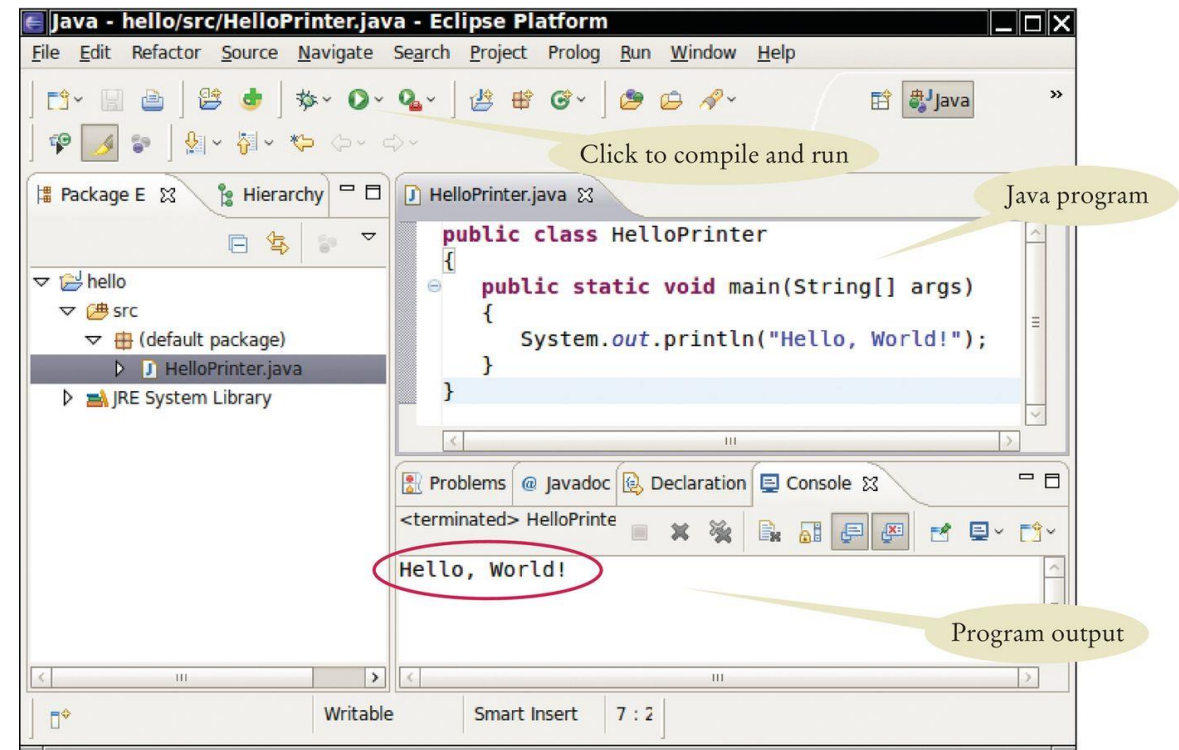 Java - hello/src/HelloPrinter.java - Eclipse Platform
File Edit Refactor Source Navigate Search Project Prolog Run Window Help
Java
Click to compile and run
Package E Hierarchy
HelloPrinter.java
Java program
hello
src
(default package)
HelloPrinter.java
JRE System Library
public class HelloPrinter
{
public static void main(String[] args)
{
System.out.println("Hello, World!");
}
}
Problems @ Javadoc Declaration Console
<terminated> HelloPrinte
Hello, World!
Program output
Writable Smart Insert 7 : 2